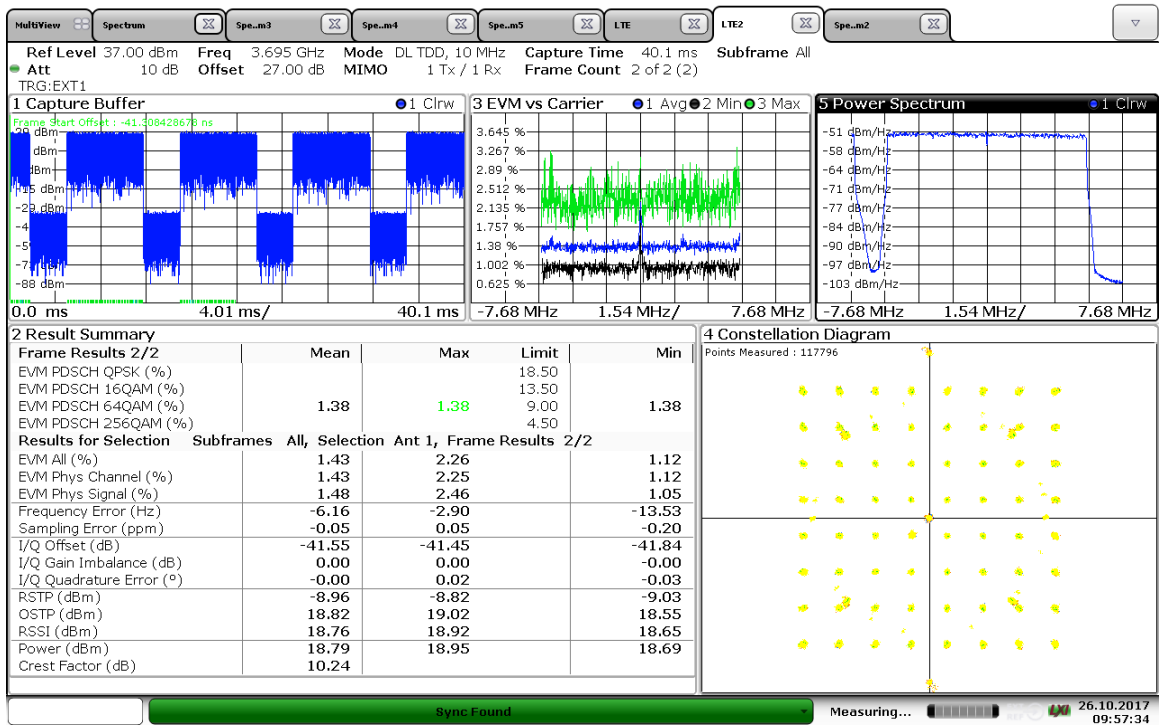 MultiView Spectrum Spe..m3 Spe..m4 Spe..m5 LTE LTE2 Spe..m2
Ref Level 37.00 dBm Freq 3.695 GHz Mode DL TDD, 10 MHz Capture Time 40.1 ms Subframe All
Att 10 dB Offset 27.00 dB MIMO 1 Tx / 1 Rx Frame Count 2 of 2 (2)
TRG:EXT1
1 Capture Buffer 1 Clrw
Frame Start Offset : -41.308428678 ns
dBm
dBm
dBm
dBm
dBm
-88 dBm
0.0 ms 4.01 ms/ 40.1 ms
3 EVM vs Carrier 1 Avg 2 Min 3 Max
3.645 %
3.267 %
2.89 %
2.512 %
2.135 %
1.757 %
1.38 %
1.002 %
0.625 %
-7.68 MHz 1.54 MHz/ 7.68 MHz
5 Power Spectrum 1 Clrw
-51 dBm/Hz
-58 dBm/Hz
-64 dBm/Hz
-71 dBm/Hz
-77 dBm/Hz
-84 dBm/Hz
-90 dBm/Hz
-97 dBm/Hz
-103 dBm/Hz
-7.68 MHz 1.54 MHz/ 7.68 MHz
2 Result Summary
Frame Results 2/2 Mean Max Limit Min
EVM PDSCH QPSK (%) 18.50
EVM PDSCH 16QAM (%) 13.50
EVM PDSCH 64QAM (%) 1.38 1.38 9.00 1.38
EVM PDSCH 256QAM (%) 4.50
Results for Selection Subframes All, Selection Ant 1, Frame Results 2/2
EVM All (%) 1.43 2.26 1.12
EVM Phys Channel (%) 1.43 2.25 1.12
EVM Phys Signal (%) 1.48 2.46 1.05
Frequency Error (Hz) -6.16 -2.90 -13.53
Sampling Error (ppm) -0.05 0.05 -0.20
I/Q Offset (dB) -41.55 -41.45 -41.84
I/Q Gain Imbalance (dB) 0.00 0.00 -0.00
I/Q Quadrature Error (º) -0.00 0.02 -0.03
RSTP (dBm) -8.96 -8.82 -9.03
OSTP (dBm) 18.82 19.02 18.55
RSSI (dBm) 18.76 18.92 18.65
Power (dBm) 18.79 18.95 18.69
Crest Factor (dB) 10.24
4 Constellation Diagram
Points Measured : 117796
Sync Found
Measuring...
REF
LXI
26.10.2017
09:57:34